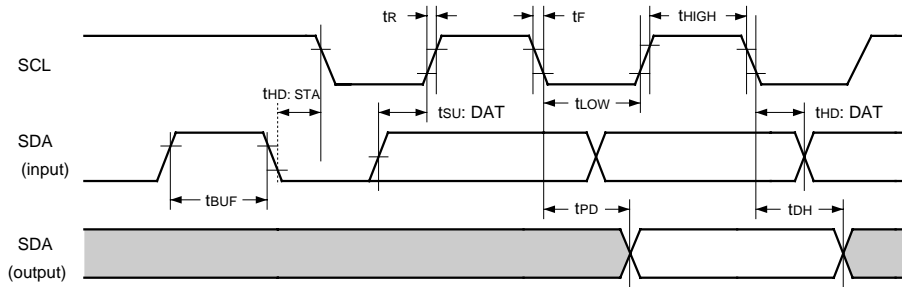 tR
tF
tHIGH
SCL
tHD: STA
tSU: DAT
tLOW
tHD: DAT
SDA
(input)
tBUF
tPD
tDH
SDA
(output)